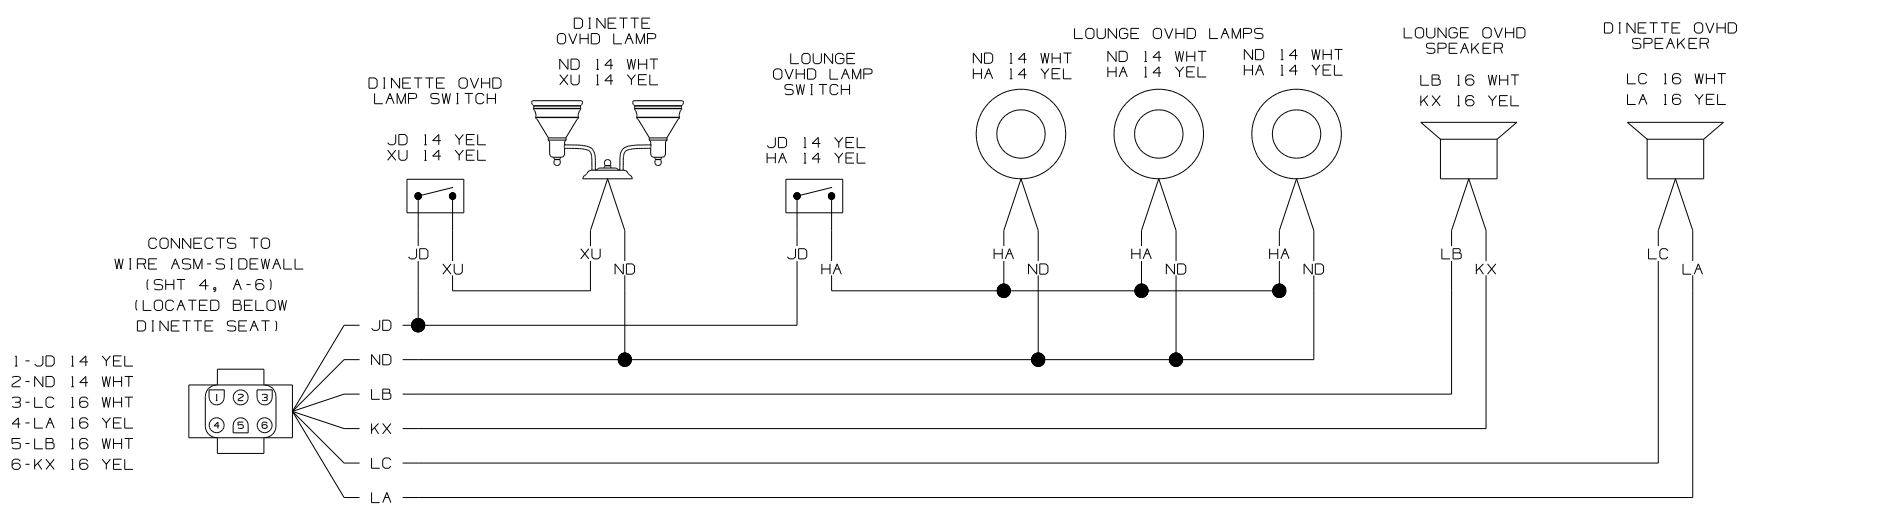 DINETTE OVHD
LAMP SWITCH
JD 14 YEL
XU 14 YEL
DINETTE
OVHD LAMP
ND 14 WHT
XU 14 YEL
LOUNGE
OVHD LAMP
SWITCH
JD 14 YEL
HA 14 YEL
LOUNGE OVHD LAMPS
ND 14 WHT
HA 14 YEL
ND 14 WHT
HA 14 YEL
ND 14 WHT
HA 14 YEL
LOUNGE OVHD
SPEAKER
LB 16 WHT
KX 16 YEL
DINETTE OVHD
SPEAKER
LC 16 WHT
LA 16 YEL
JD
XU
XU
ND
JD
HA
HA
ND
HA
ND
HA
ND
LB
KX
LC
LA
CONNECTS TO
WIRE ASM-SIDEWALL
(SHT 4, A-6)
(LOCATED BELOW
DINETTE SEAT)
1-JD 14 YEL
2-ND 14 WHT
3-LC 16 WHT
4-LA 16 YEL
5-LB 16 WHT
6-KX 16 YEL
1 2 3
4 5 6
JD
ND
LB
KX
LC
LA